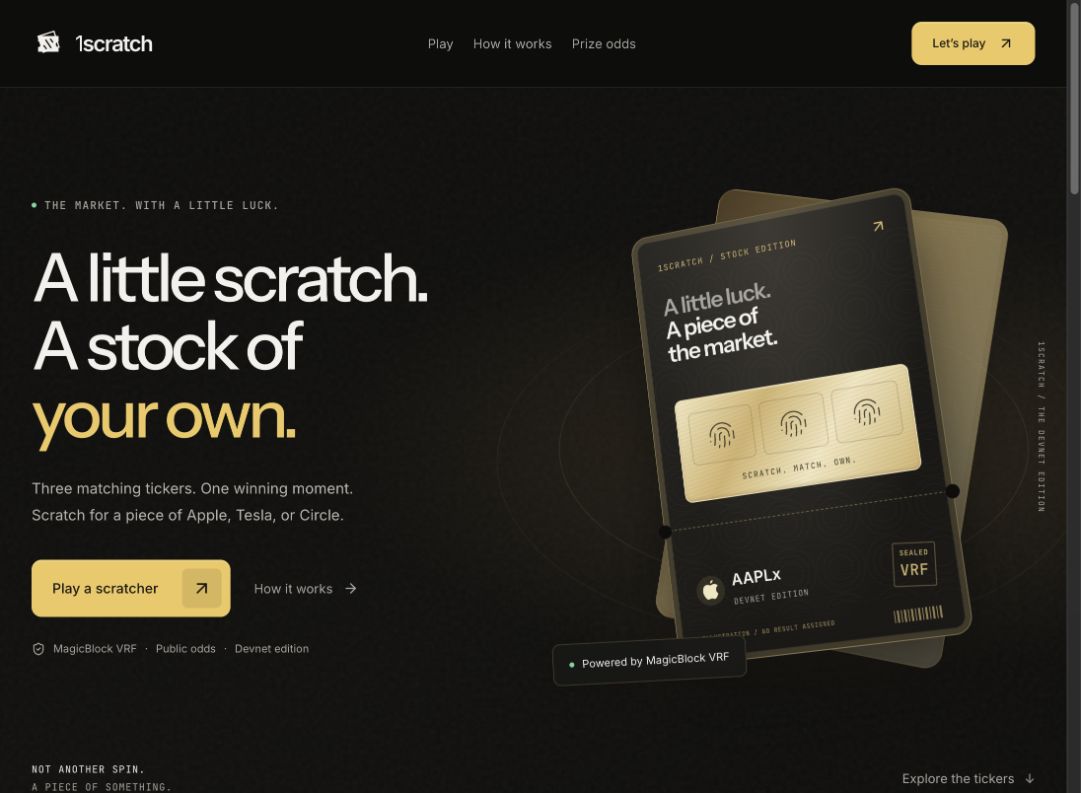 1scratch
Play
How it works
Prize odds
Let's play
THE MARKET. WITH A LITTLE LUCK.
A little scratch.
A stock of
your own.
Three matching tickers. One winning moment.
Scratch for a piece of Apple, Tesla, or Circle.
Play a scratcher
How it works
MagicBlock VRF · Public odds · Devnet edition
1SCRATCH / STOCK EDITION
A little luck.
A piece of
the market.
SCRATCH. MATCH. OWN.
AAPLx
DEVNET EDITION
SEALED
VRF
/ NO RESULT ASSIGNED
Powered by MagicBlock VRF
1SCRATCH / THE DEVNET EDITION
NOT ANOTHER SPIN.
A PIECE OF SOMETHING.
Explore the tickers